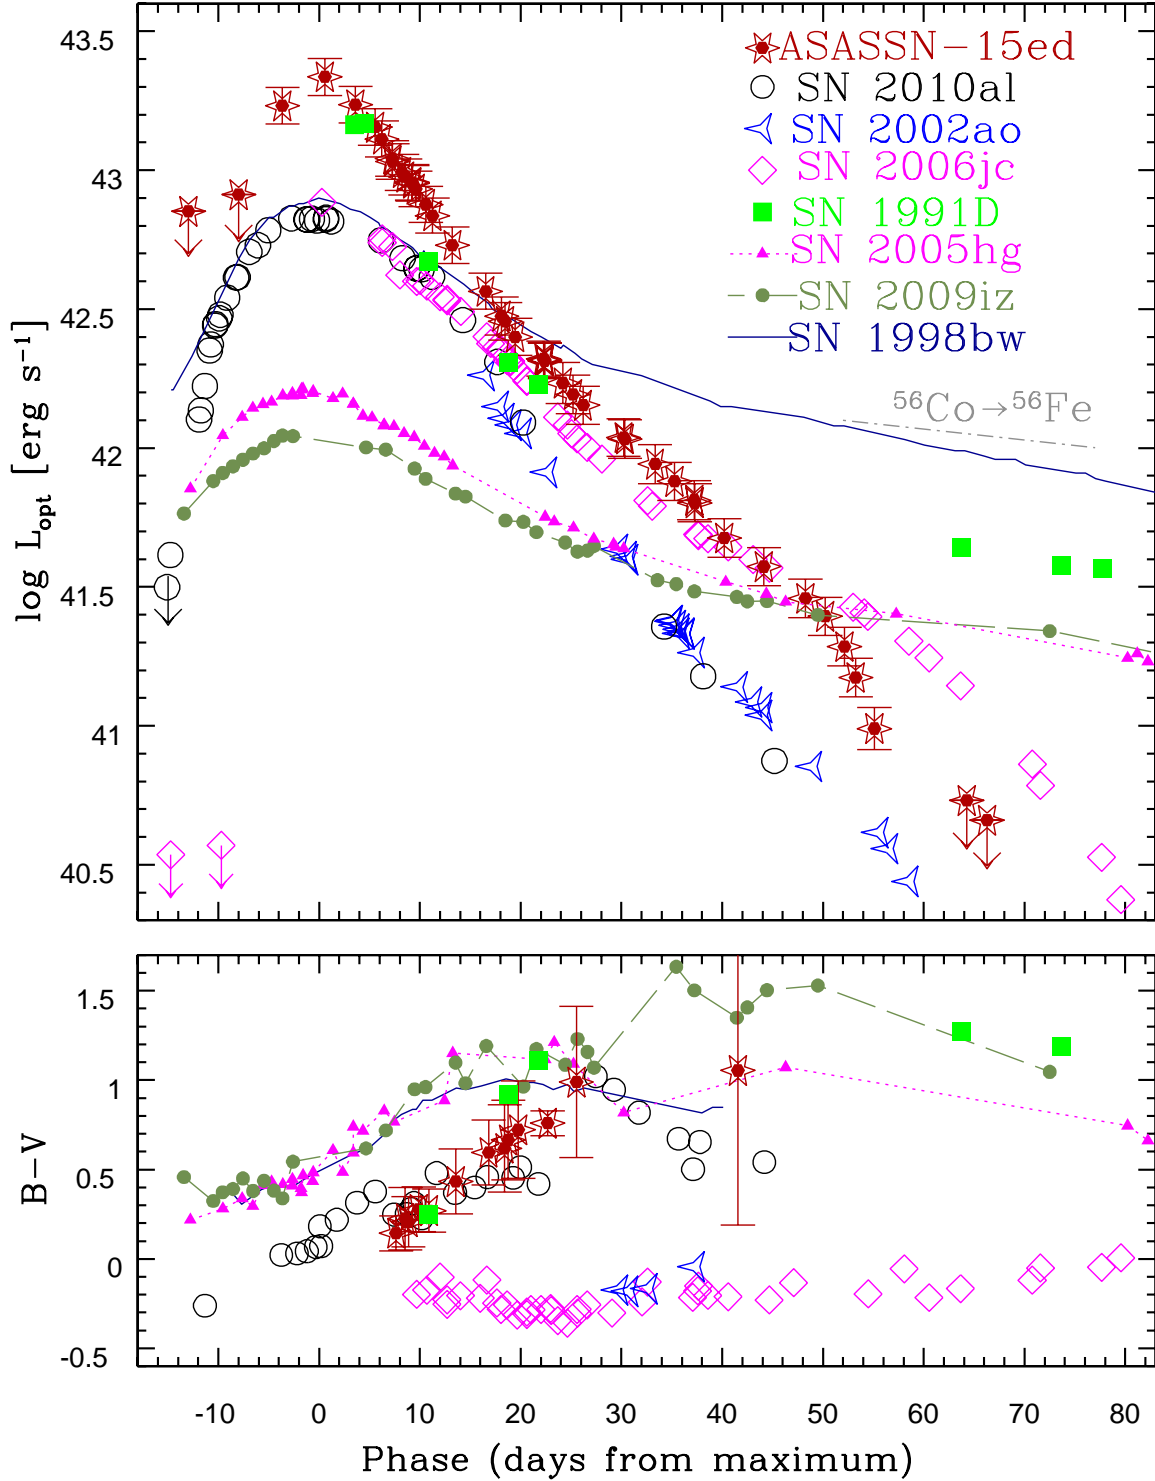 43.5
43
42.5
42
41.5
41
40.5
log L_opt [erg s⁻¹]
ASASSN-15ed
SN 2010al
SN 2002ao
SN 2006jc
SN 1991D
SN 2005hg
SN 2009iz
SN 1998bw
⁵⁶Co→⁵⁶Fe
1.5
1
0.5
0
-0.5
B-V
-10 0 10 20 30 40 50 60 70 80
Phase (days from maximum)